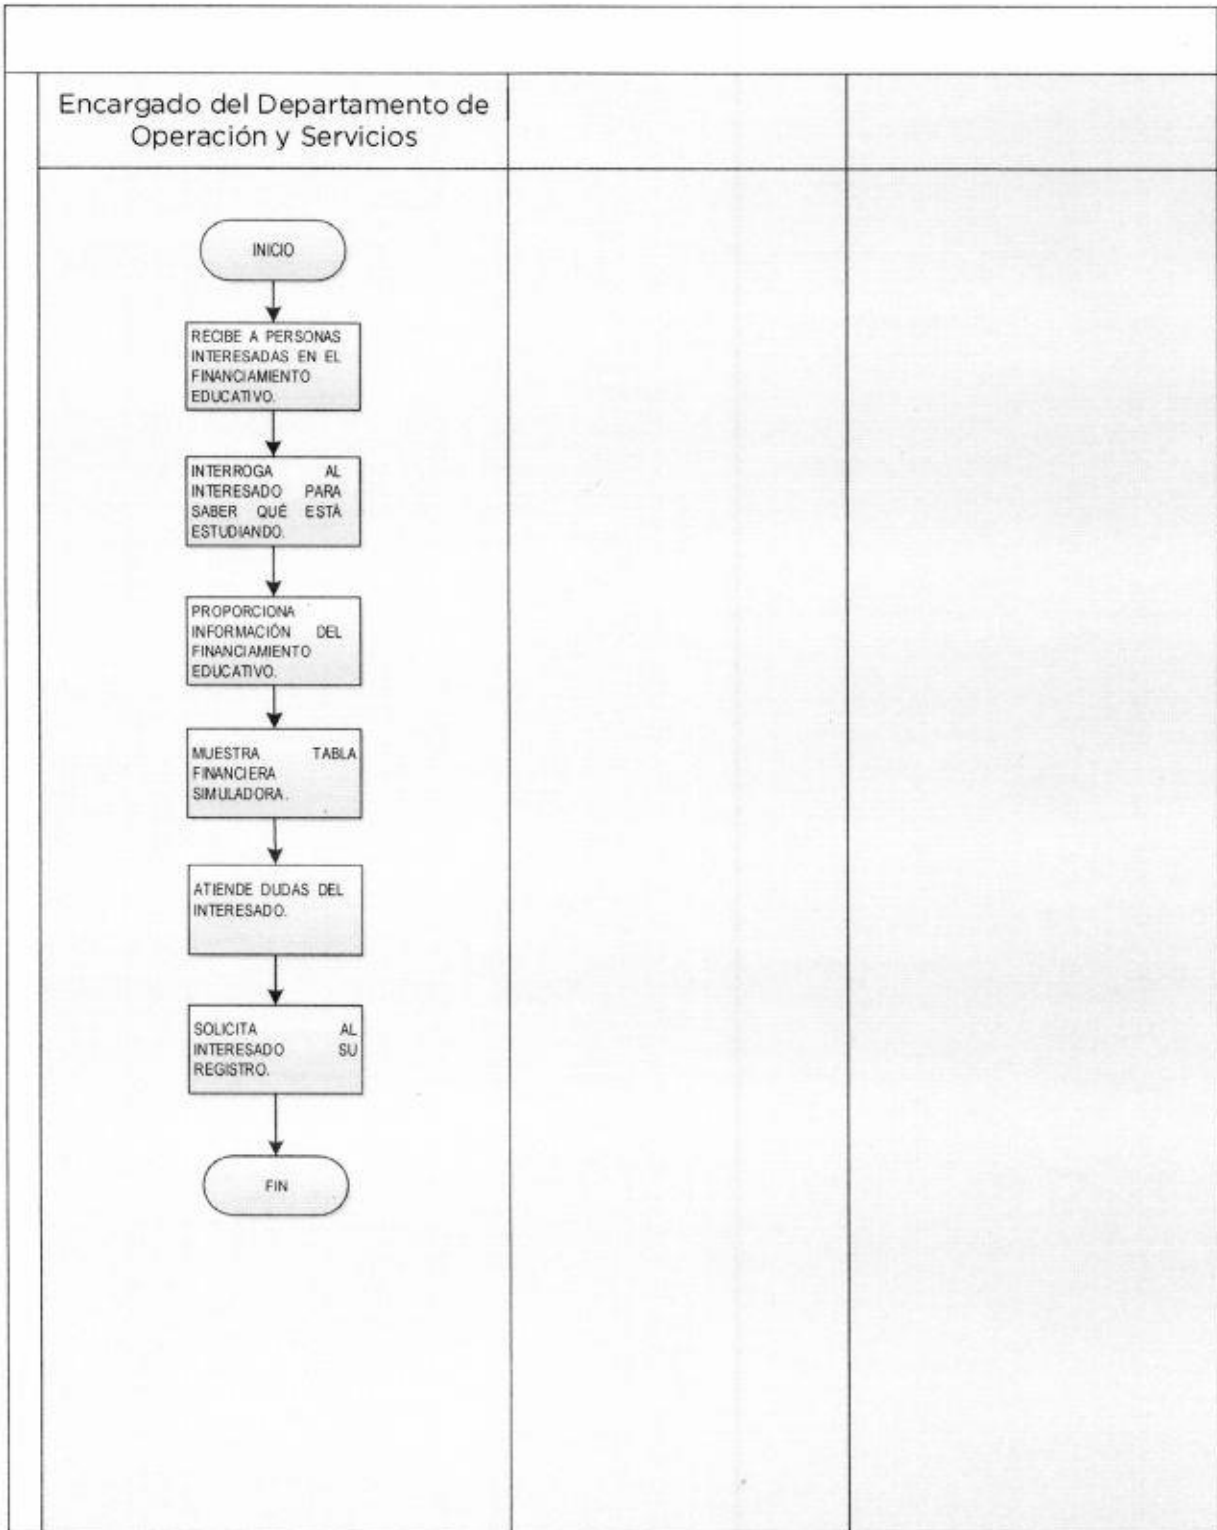 Encargado del Departamento de
Operación y Servicios
INICIO
RECIBE A PERSONAS
INTERESADAS EN EL
FINANCIAMIENTO
EDUCATIVO.
INTERROGA AL
INTERESADO PARA
SABER QUÉ ESTÁ
ESTUDIANDO.
PROPORCIONA
INFORMACIÓN DEL
FINANCIAMIENTO
EDUCATIVO.
MUESTRA TABLA
FINANCIERA
SIMULADORA.
ATIENDE DUDAS DEL
INTERESADO.
SOLICITA AL
INTERESADO SU
REGISTRO.
FIN